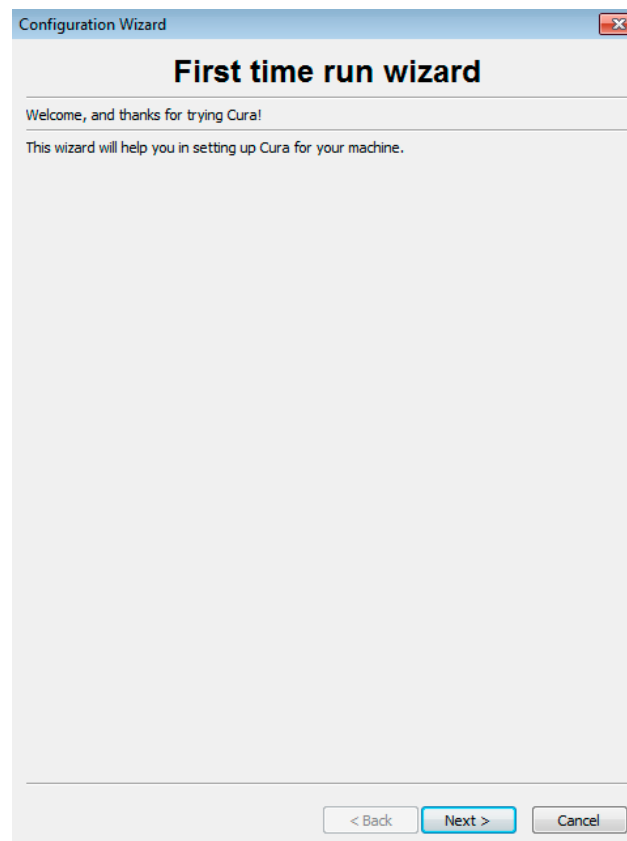 Configuration Wizard
First time run wizard
Welcome, and thanks for trying Cura!
This wizard will help you in setting up Cura for your machine.
< Back Next > Cancel